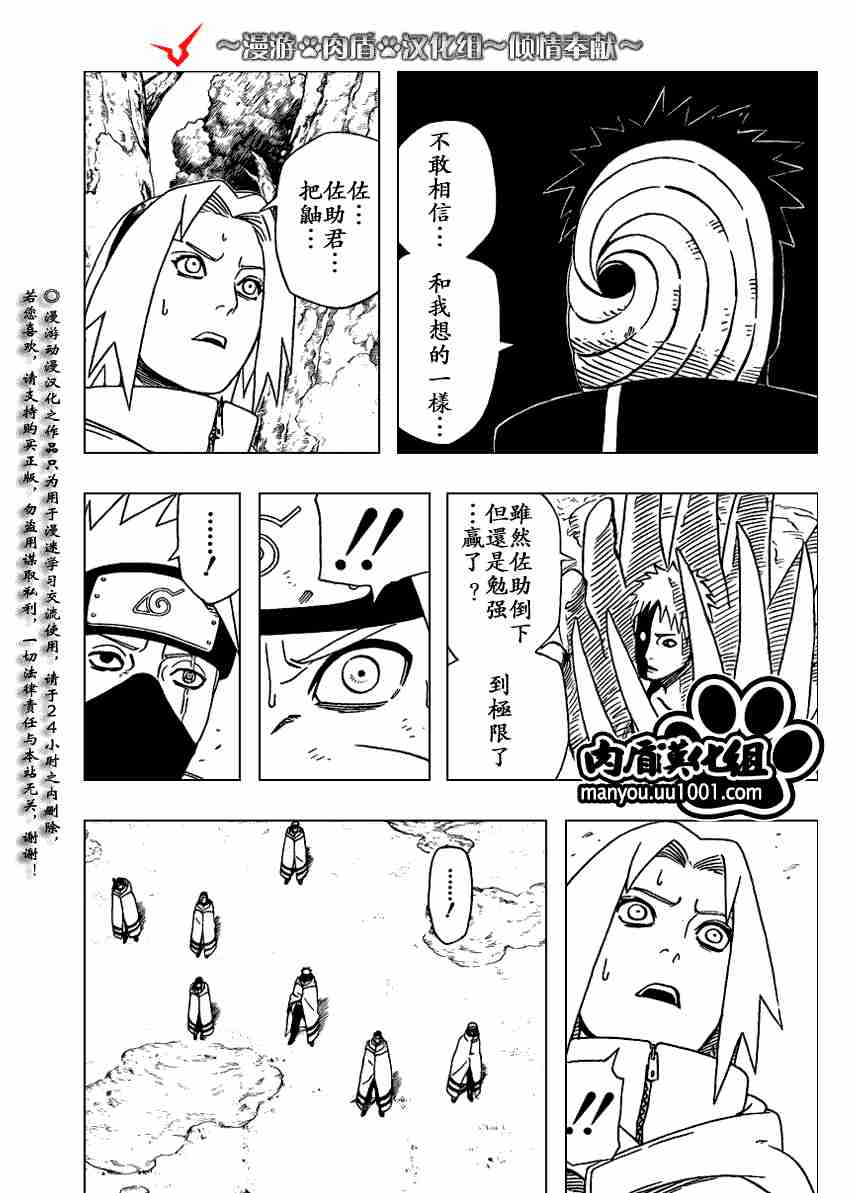 ～漫游🐾肉盾🐾汉化组～倾情奉献～
不敢相信…
和我想的一樣…
佐…
佐助君…
把鼬…
雖然佐助倒下
但還是勉强
…贏了？
到極限了
!!
……！
肉盾漢化组
manyou.uu1001.com
!!
……！
◎漫游动漫汉化之作品只为用于漫迷学习交流使用，请于24小时之内删除，
若您喜欢，请支持购买正版，勿盗用谋取私利，一切法律责任与本站无关，谢谢！